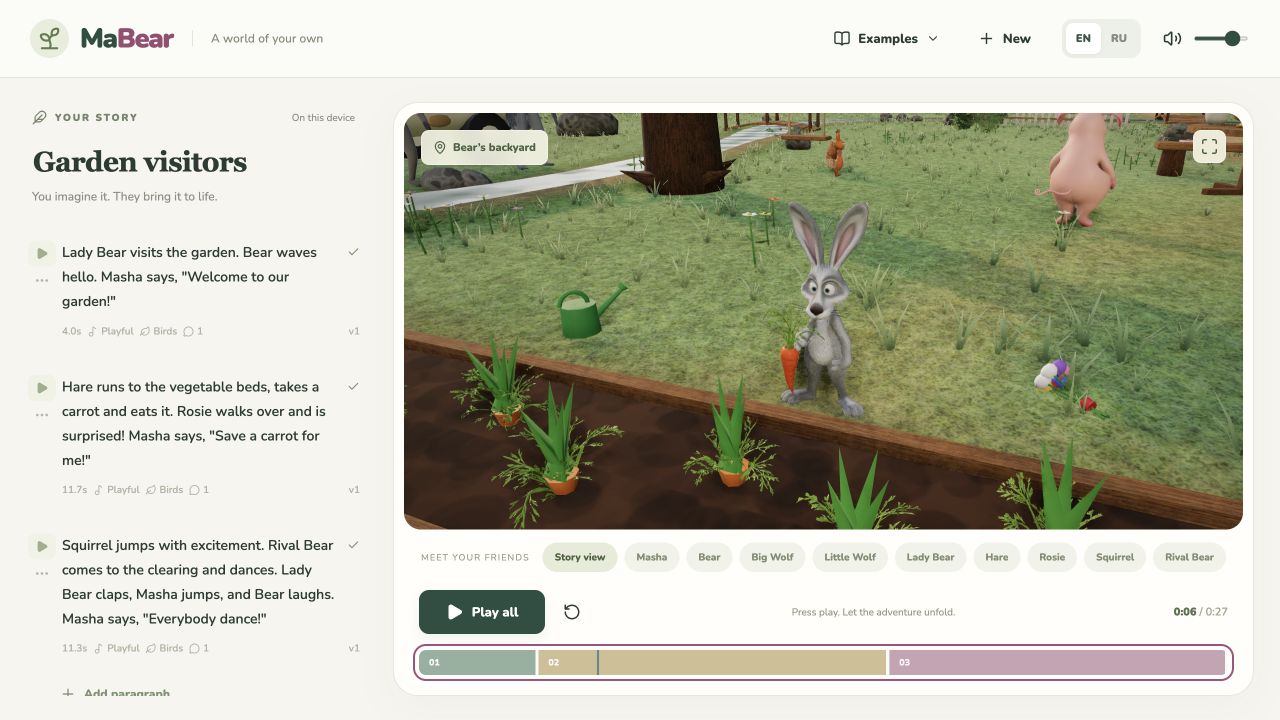 MaBear
A world of your own
Examples
New
EN
RU
YOUR STORY
On this device
Garden visitors
You imagine it. They bring it to life.
Lady Bear visits the garden. Bear waves
hello. Masha says, "Welcome to our
garden!"
4.0s Playful Birds 1 v1
Hare runs to the vegetable beds, takes a
carrot and eats it. Rosie walks over and is
surprised! Masha says, "Save a carrot for
me!"
11.7s Playful Birds 1 v1
Squirrel jumps with excitement. Rival Bear
comes to the clearing and dances. Lady
Bear claps, Masha jumps, and Bear laughs.
Masha says, "Everybody dance!"
11.3s Playful Birds 1 v1
Add paragraph
Bear's backyard
MEET YOUR FRIENDS
Story view
Masha
Bear
Big Wolf
Little Wolf
Lady Bear
Hare
Rosie
Squirrel
Rival Bear
Play all
Press play. Let the adventure unfold.
0:06 / 0:27
01
02
03